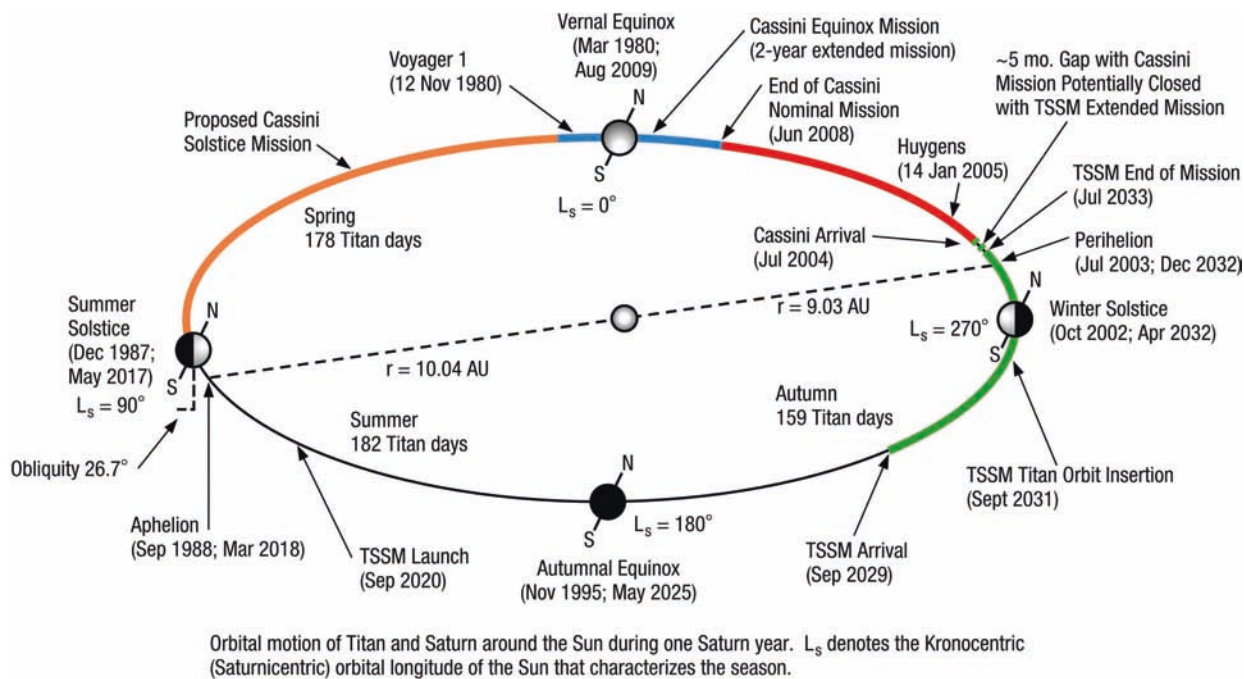 Vernal Equinox
(Mar 1980;
Aug 2009)
Cassini Equinox Mission
(2-year extended mission)
Voyager 1
(12 Nov 1980)
~5 mo. Gap with Cassini
Mission Potentially Closed
with TSSM Extended Mission
End of Cassini
Nominal Mission
(Jun 2008)
Proposed Cassini
Solstice Mission
N
S
Huygens
(14 Jan 2005)
TSSM End of Mission
(Jul 2033)
Ls = 0°
Spring
178 Titan days
Cassini Arrival
(Jul 2004)
Perihelion
(Jul 2003; Dec 2032)
Summer
Solstice
(Dec 1987;
May 2017)
N
S
Ls = 90°
r = 9.03 AU
N
Ls = 270°
S
Winter Solstice
(Oct 2002; Apr 2032)
r = 10.04 AU
Autumn
159 Titan days
Summer
182 Titan days
Obliquity 26.7°
N
S
Ls = 180°
TSSM Titan Orbit Insertion
(Sept 2031)
Aphelion
(Sep 1988; Mar 2018)
TSSM Launch
(Sep 2020)
Autumnal Equinox
(Nov 1995; May 2025)
TSSM Arrival
(Sep 2029)
Orbital motion of Titan and Saturn around the Sun during one Saturn year. Ls denotes the Kronocentric
(Saturnicentric) orbital longitude of the Sun that characterizes the season.